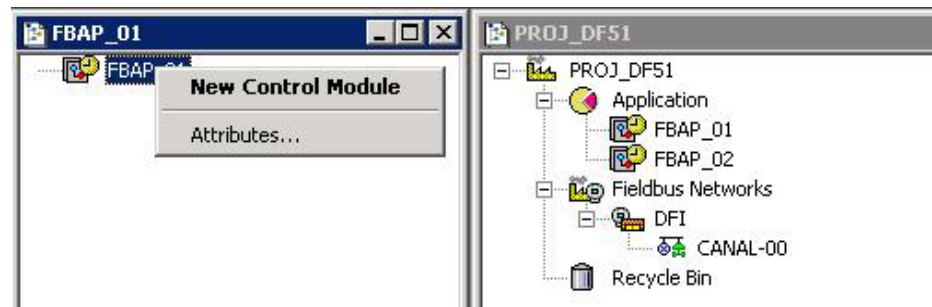 FBAP_01
FBAP_01
New Control Module
Attributes...
PROJ_DF51
PROJ_DF51
Application
FBAP_01
FBAP_02
Fieldbus Networks
DFI
CANAL-00
Recycle Bin